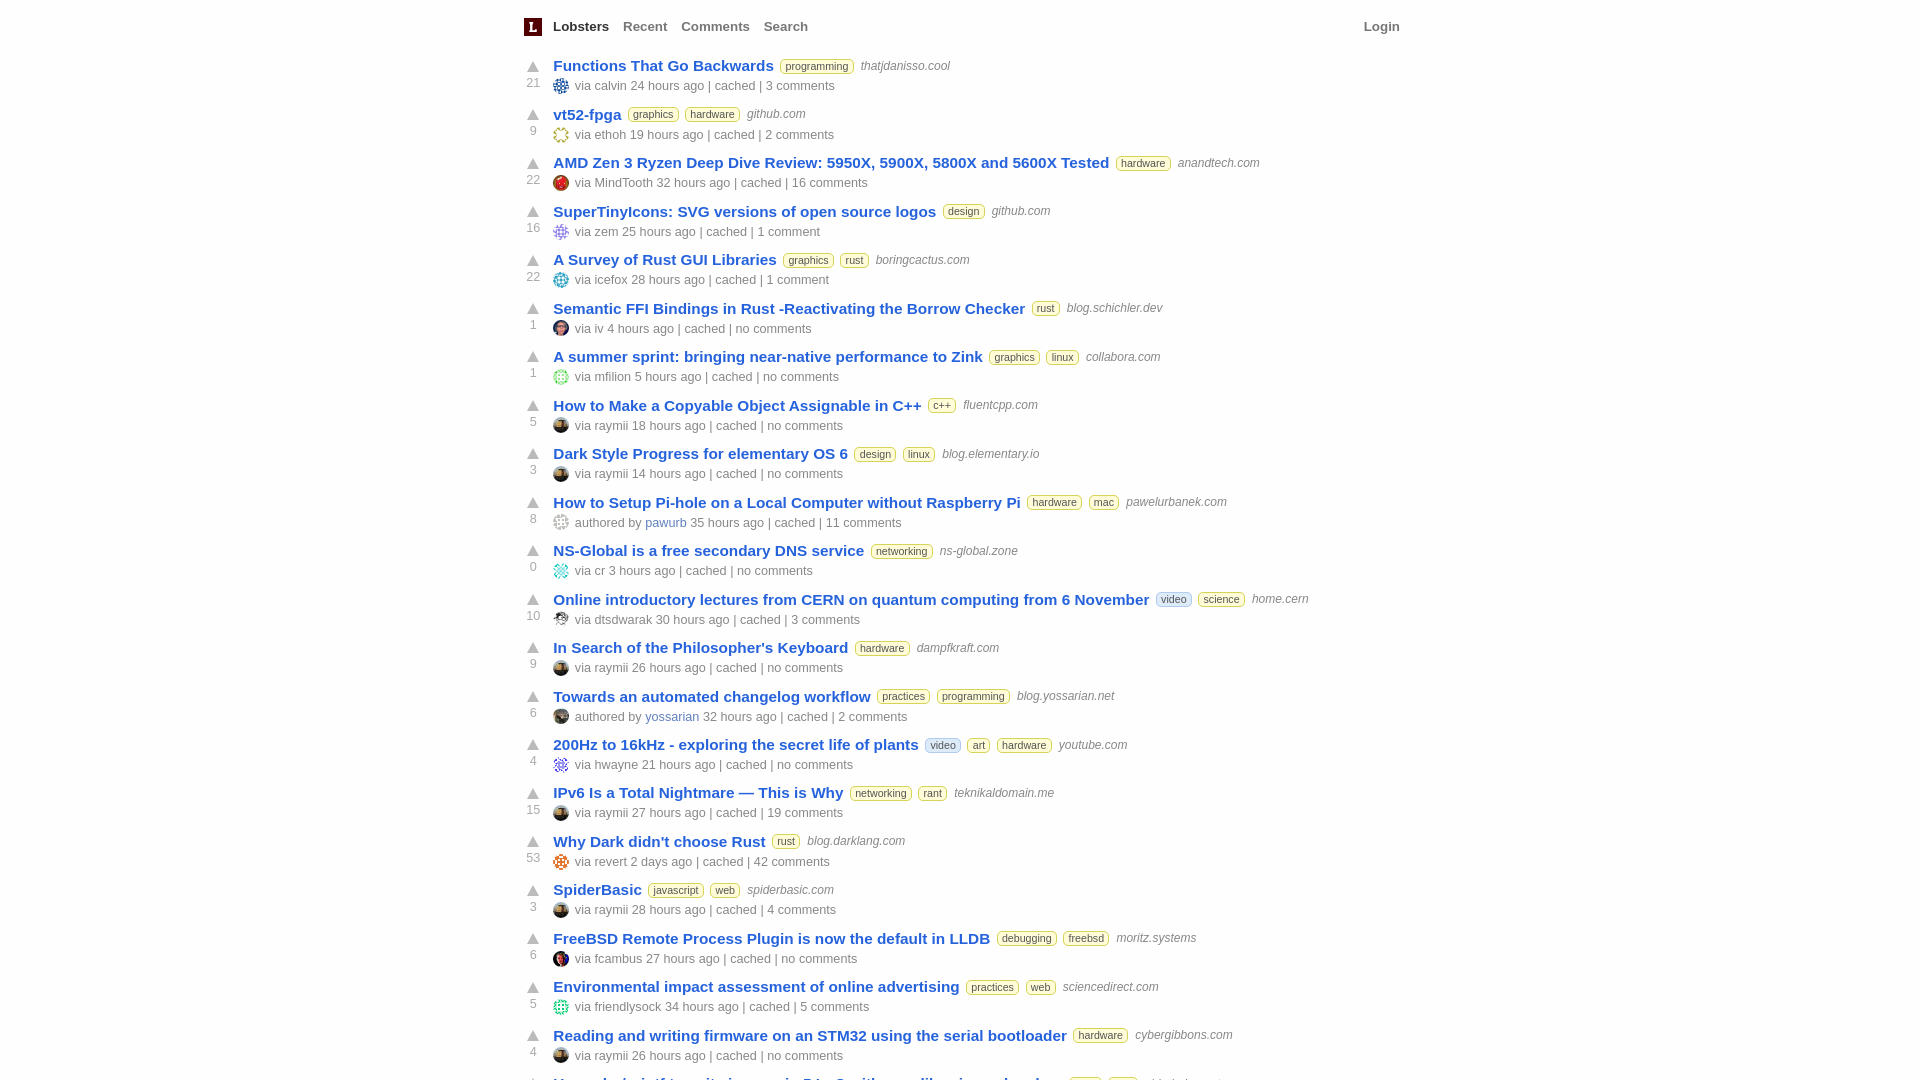 L Lobsters Recent Comments Search Login
Functions That Go Backwards programming thatjdanisso.cool
21 via calvin 24 hours ago | cached | 3 comments
vt52-fpga graphics hardware github.com
9 via ethoh 19 hours ago | cached | 2 comments
AMD Zen 3 Ryzen Deep Dive Review: 5950X, 5900X, 5800X and 5600X Tested hardware anandtech.com
22 via MindTooth 32 hours ago | cached | 16 comments
SuperTinyIcons: SVG versions of open source logos design github.com
16 via zem 25 hours ago | cached | 1 comment
A Survey of Rust GUI Libraries graphics rust boringcactus.com
22 via icefox 28 hours ago | cached | 1 comment
Semantic FFI Bindings in Rust -Reactivating the Borrow Checker rust blog.schichler.dev
1 via iv 4 hours ago | cached | no comments
A summer sprint: bringing near-native performance to Zink graphics linux collabora.com
1 via mfilion 5 hours ago | cached | no comments
How to Make a Copyable Object Assignable in C++ c++ fluentcpp.com
5 via raymii 18 hours ago | cached | no comments
Dark Style Progress for elementary OS 6 design linux blog.elementary.io
3 via raymii 14 hours ago | cached | no comments
How to Setup Pi-hole on a Local Computer without Raspberry Pi hardware mac pawelurbanek.com
8 authored by pawurb 35 hours ago | cached | 11 comments
NS-Global is a free secondary DNS service networking ns-global.zone
0 via cr 3 hours ago | cached | no comments
Online introductory lectures from CERN on quantum computing from 6 November video science home.cern
10 via dtsdwarak 30 hours ago | cached | 3 comments
In Search of the Philosopher's Keyboard hardware dampfkraft.com
9 via raymii 26 hours ago | cached | no comments
Towards an automated changelog workflow practices programming blog.yossarian.net
6 authored by yossarian 32 hours ago | cached | 2 comments
200Hz to 16kHz - exploring the secret life of plants video art hardware youtube.com
4 via hwayne 21 hours ago | cached | no comments
IPv6 Is a Total Nightmare — This is Why networking rant teknikaldomain.me
15 via raymii 27 hours ago | cached | 19 comments
Why Dark didn't choose Rust rust blog.darklang.com
53 via revert 2 days ago | cached | 42 comments
SpiderBasic javascript web spiderbasic.com
3 via raymii 28 hours ago | cached | 4 comments
FreeBSD Remote Process Plugin is now the default in LLDB debugging freebsd moritz.systems
6 via fcambus 27 hours ago | cached | no comments
Environmental impact assessment of online advertising practices web sciencedirect.com
5 via friendlysock 34 hours ago | cached | 5 comments
Reading and writing firmware on an STM32 using the serial bootloader hardware cybergibbons.com
4 via raymii 26 hours ago | cached | no comments